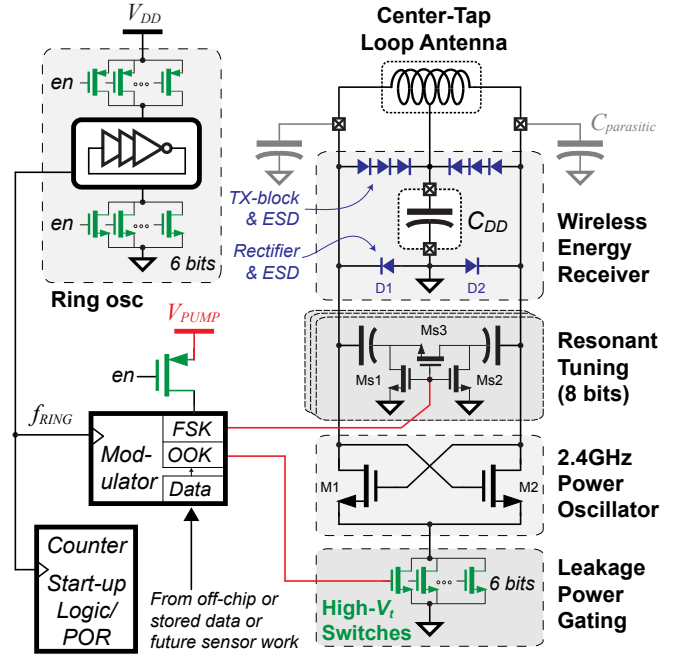 V_DD
en
en
6 bits
Ring osc
Center-Tap
Loop Antenna
C_parasitic
TX-block
& ESD
C_DD
Rectifier
& ESD
D1
D2
Wireless
Energy
Receiver
V_PUMP
en
f_RING
Mod-
ulator
FSK
OOK
Data
Ms3
Ms1
Ms2
Resonant
Tuning
(8 bits)
M1
M2
2.4GHz
Power
Oscillator
Counter
Start-up
Logic/
POR
From off-chip or
stored data or
future sensor work
6 bits
High-V_t
Switches
Leakage
Power
Gating